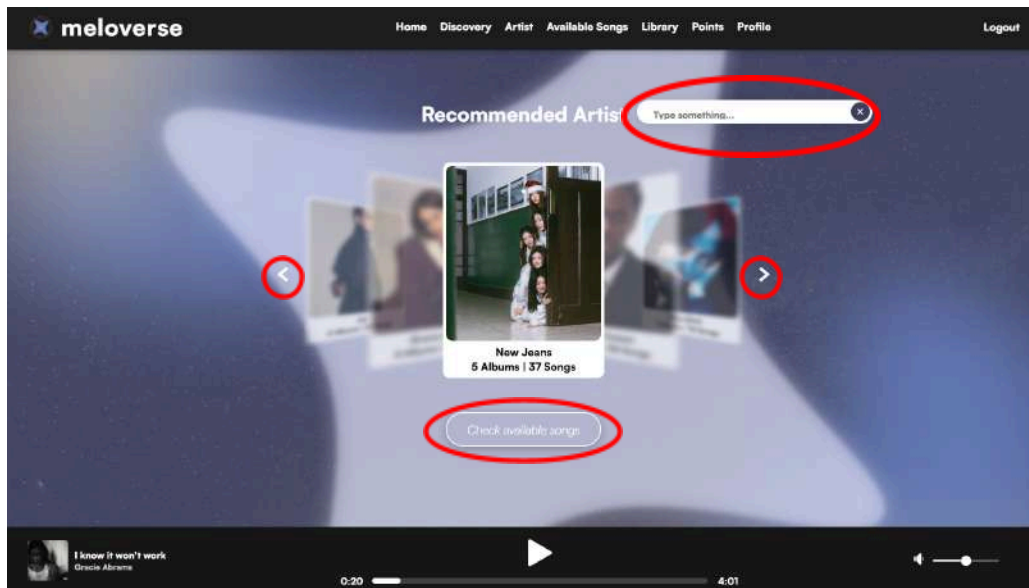 meloverse
Home Discovery Artist Available Songs Library Points Profile
Logout
Recommended Artist
Type something...
New Jeans
5 Albums | 37 Songs
Check available songs
I know it won't work
Gracie Abrams
0:20
4:01